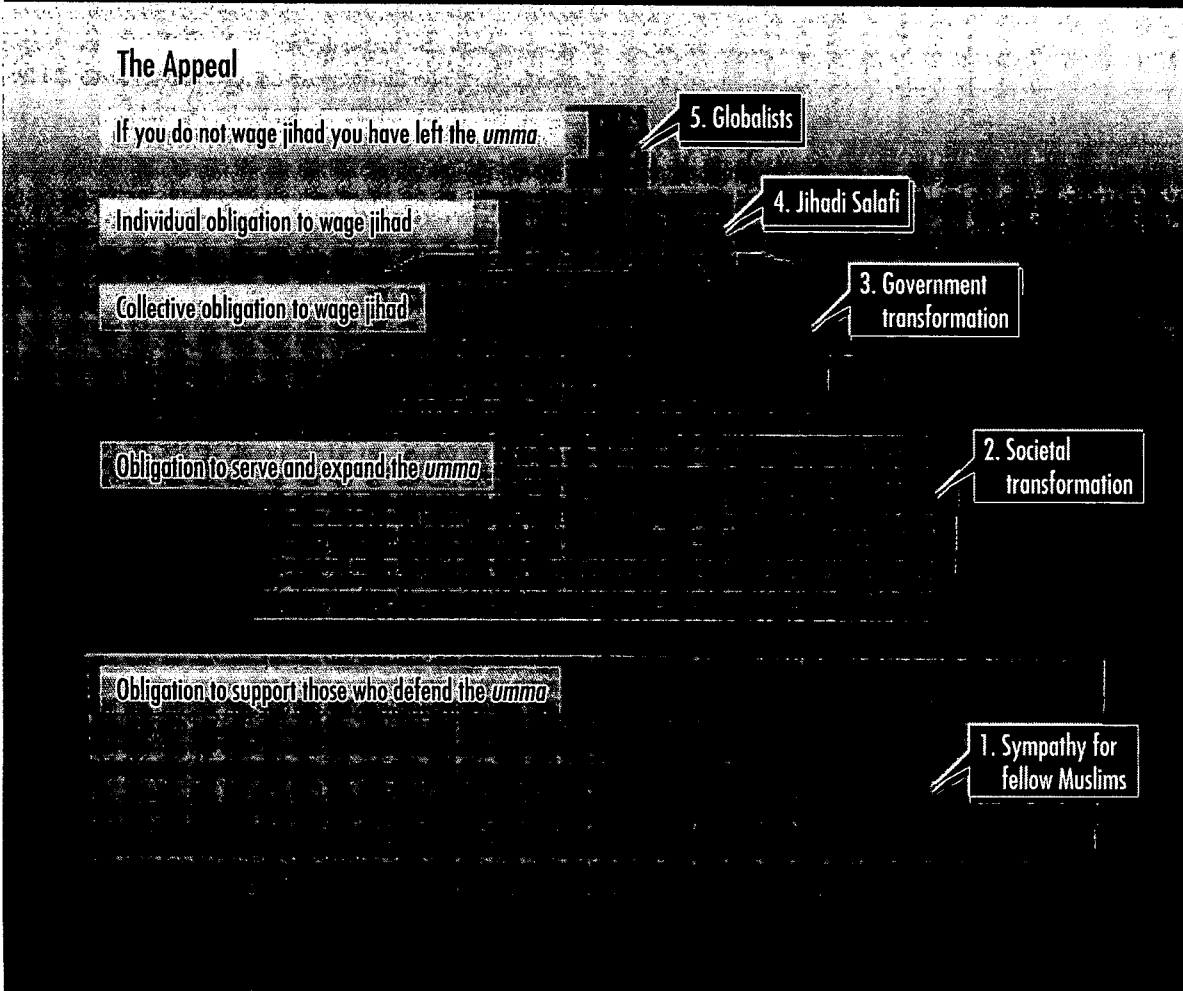 The Appeal
If you do not wage jihad you have left the umma
5. Globalists
Individual obligation to wage jihad
4. Jihadi Salafi
Collective obligation to wage jihad
3. Government
transformation
Obligation to serve and expand the umma
2. Societal
transformation
Obligation to support those who defend the umma
1. Sympathy for
fellow Muslims